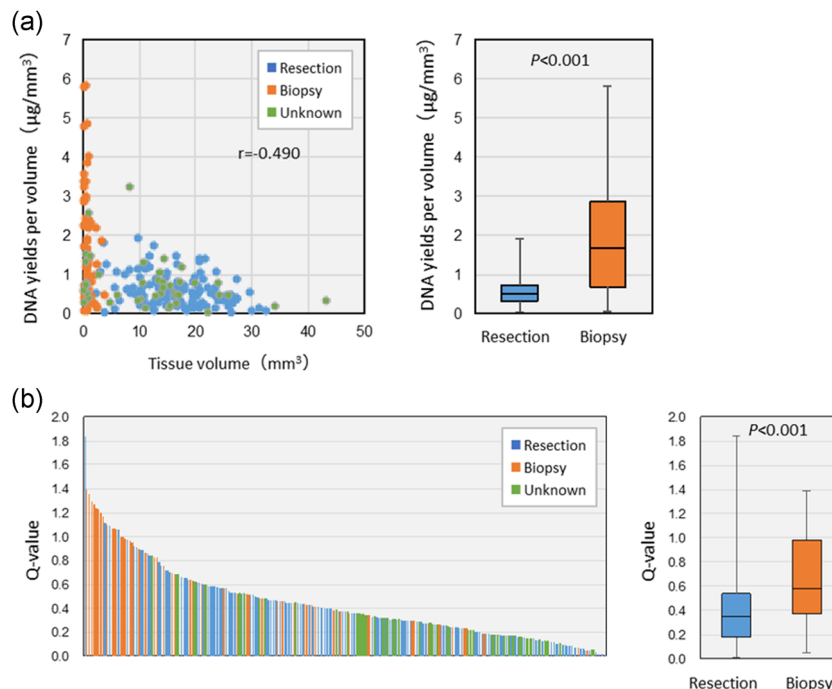 (a)
DNA yields per volume（μg/mm³）
7
6
5
4
3
2
1
0
Resection
Biopsy
Unknown
r=-0.490
0
10
20
30
40
50
Tissue volume（mm³）
DNA yields per volume（μg/mm³）
7
6
5
4
3
2
1
0
P<0.001
Resection
Biopsy
(b)
Q-value
2.0
1.8
1.6
1.4
1.2
1.0
0.8
0.6
0.4
0.2
0.0
Resection
Biopsy
Unknown
Q-value
2.0
1.8
1.6
1.4
1.2
1.0
0.8
0.6
0.4
0.2
0.0
P<0.001
Resection
Biopsy